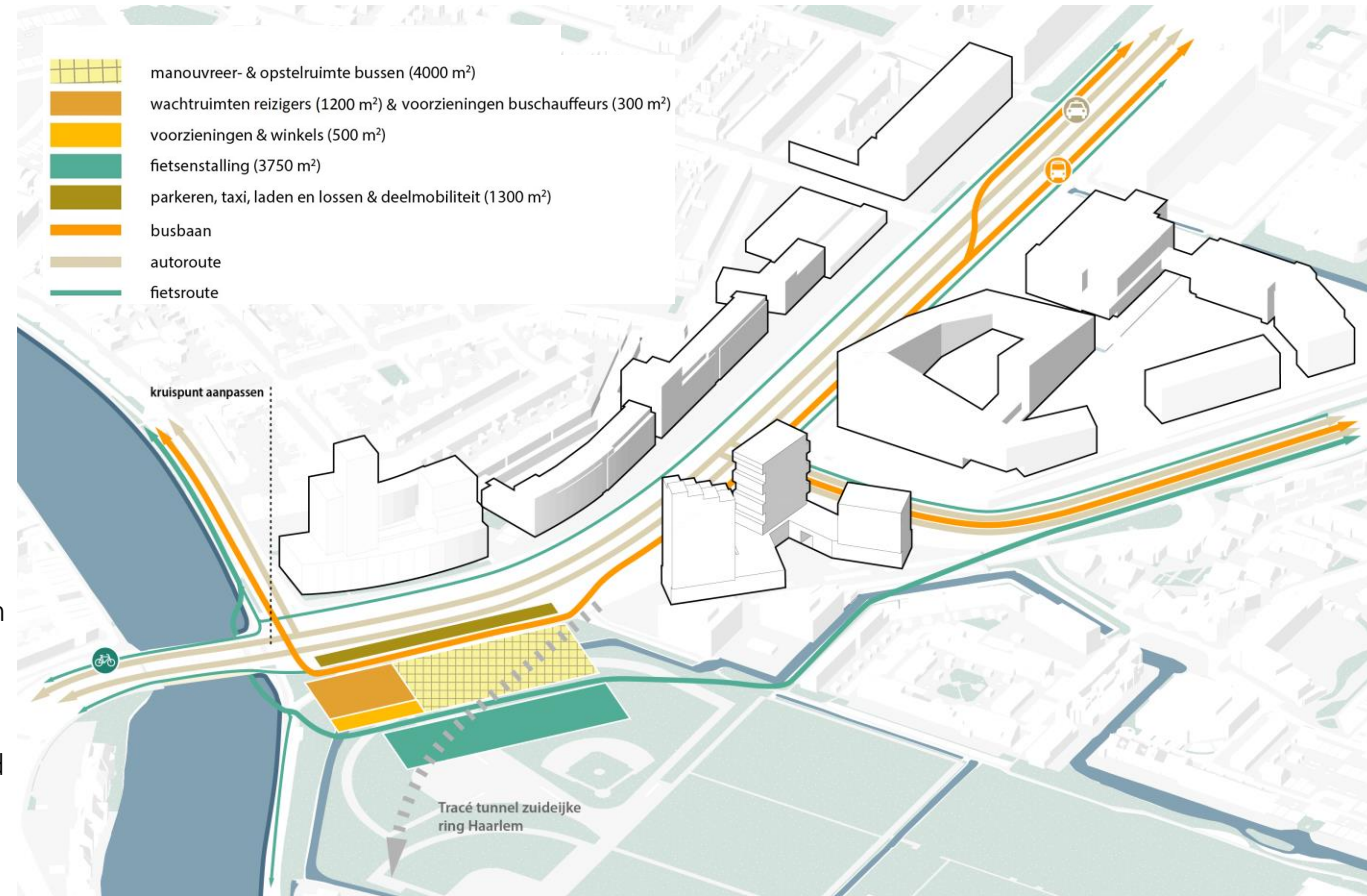 manouvreer- & opstelruimte bussen (4000 m²)
wachtruimten reizigers (1200 m²) & voorzieningen buschauffeurs (300 m²)
voorzieningen & winkels (500 m²)
fietsenstalling (3750 m²)
parkeren, taxi, laden en lossen & deelmobiliteit (1300 m²)
busbaan
autoroute
fietsroute
kruispunt aanpassen
Tracé tunnel zuideijke
ring Haarlem